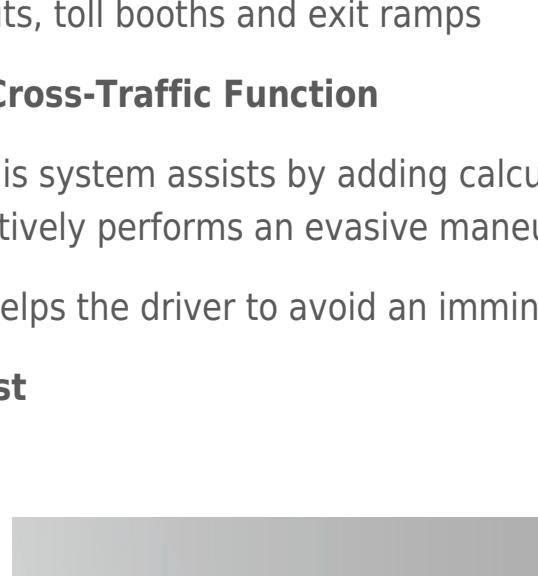 ts, toll booths and exit ramps
Cross-Traffic Function
is system assists by adding calcu
tively performs an evasive maneu
elps the driver to avoid an immin
st